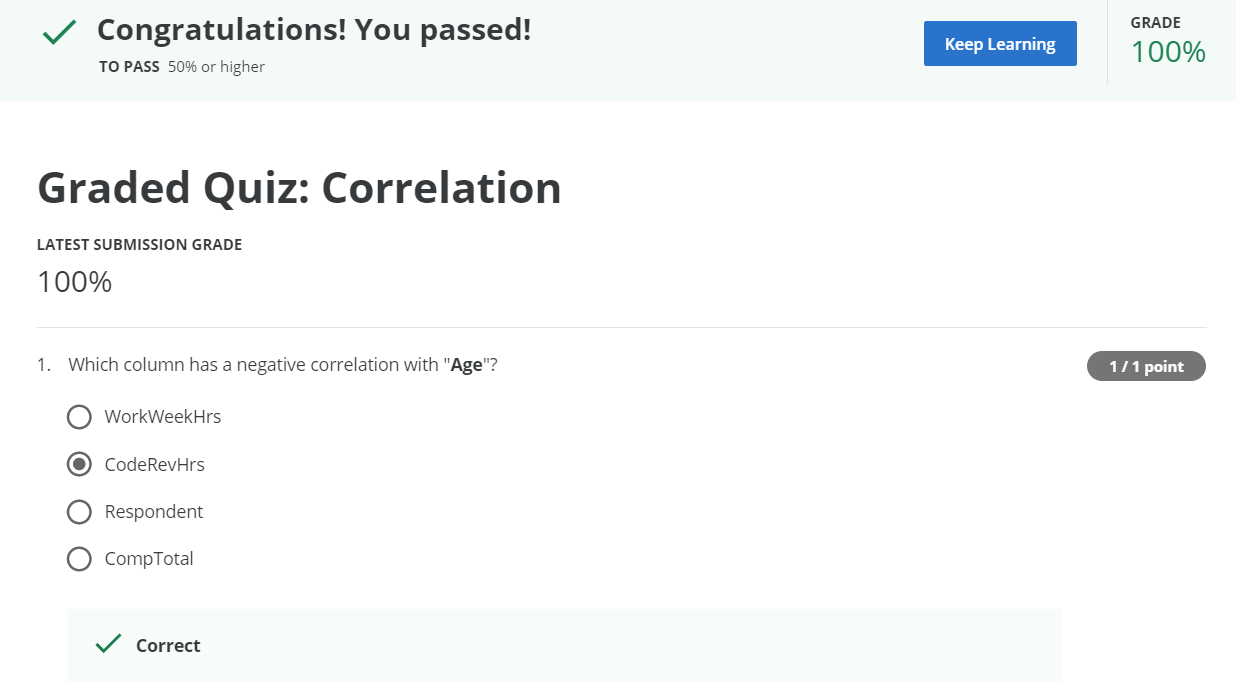 Congratulations! You passed!
TO PASS 50% or higher
Keep Learning
GRADE
100%
Graded Quiz: Correlation
LATEST SUBMISSION GRADE
100%
1. Which column has a negative correlation with "Age"?
1 / 1 point
WorkWeekHrs
CodeRevHrs
Respondent
CompTotal
Correct